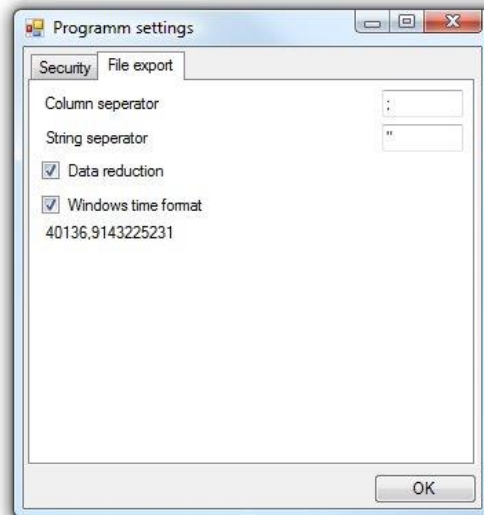 Programm settings
Security File export
Column seperator ;
String seperator "
Data reduction
Windows time format
40136,9143225231
OK